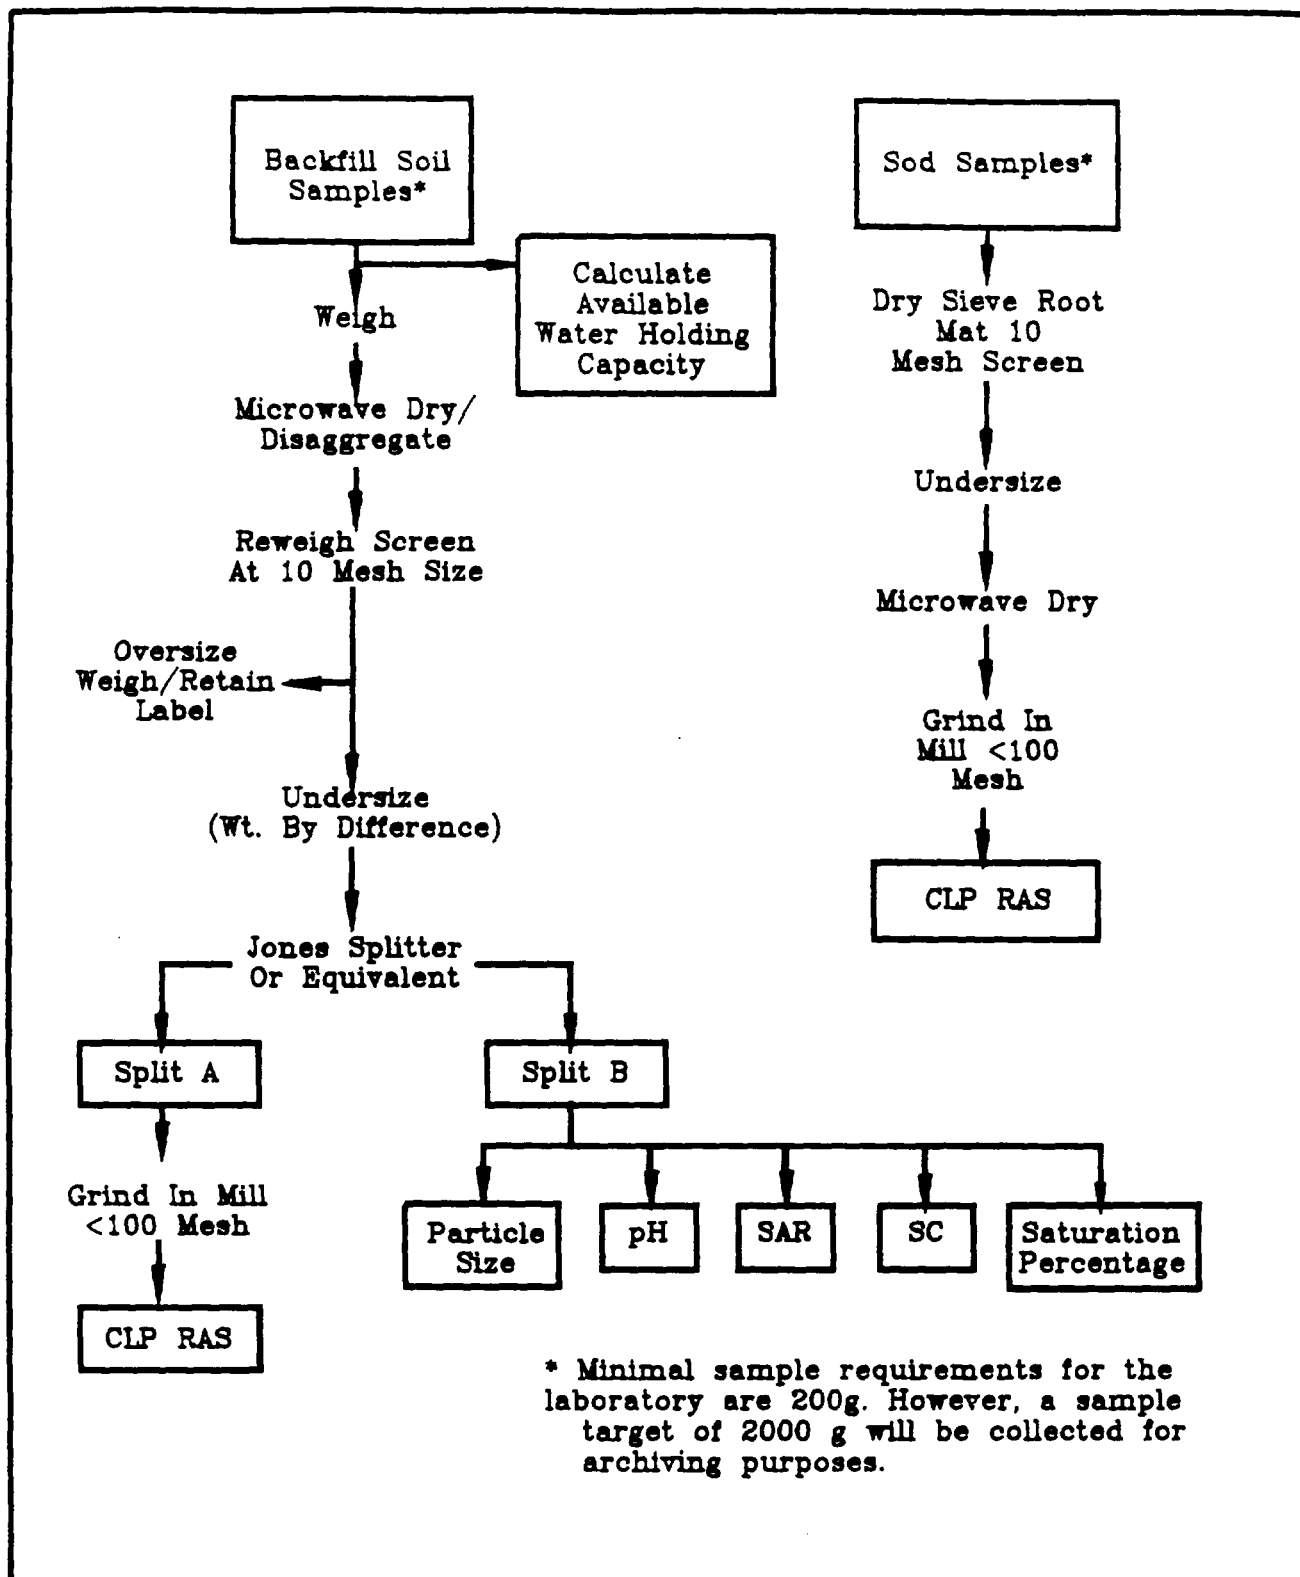 Backfill Soil
Samples*
Calculate
Available
Water Holding
Capacity
Weigh
Microwave Dry/
Disaggregate
Reweigh Screen
At 10 Mesh Size
Oversize
Weigh/Retain
Label
Undersize
(Wt. By Difference)
Jones Splitter
Or Equivalent
Split A
Grind In Mill
<100 Mesh
CLP RAS
Split B
Particle
Size
pH
SAR
SC
Saturation
Percentage
Sod Samples*
Dry Sieve Root
Mat 10
Mesh Screen
Undersize
Microwave Dry
Grind In
Mill <100
Mesh
CLP RAS
* Minimal sample requirements for the
laboratory are 200g. However, a sample
target of 2000 g will be collected for
archiving purposes.